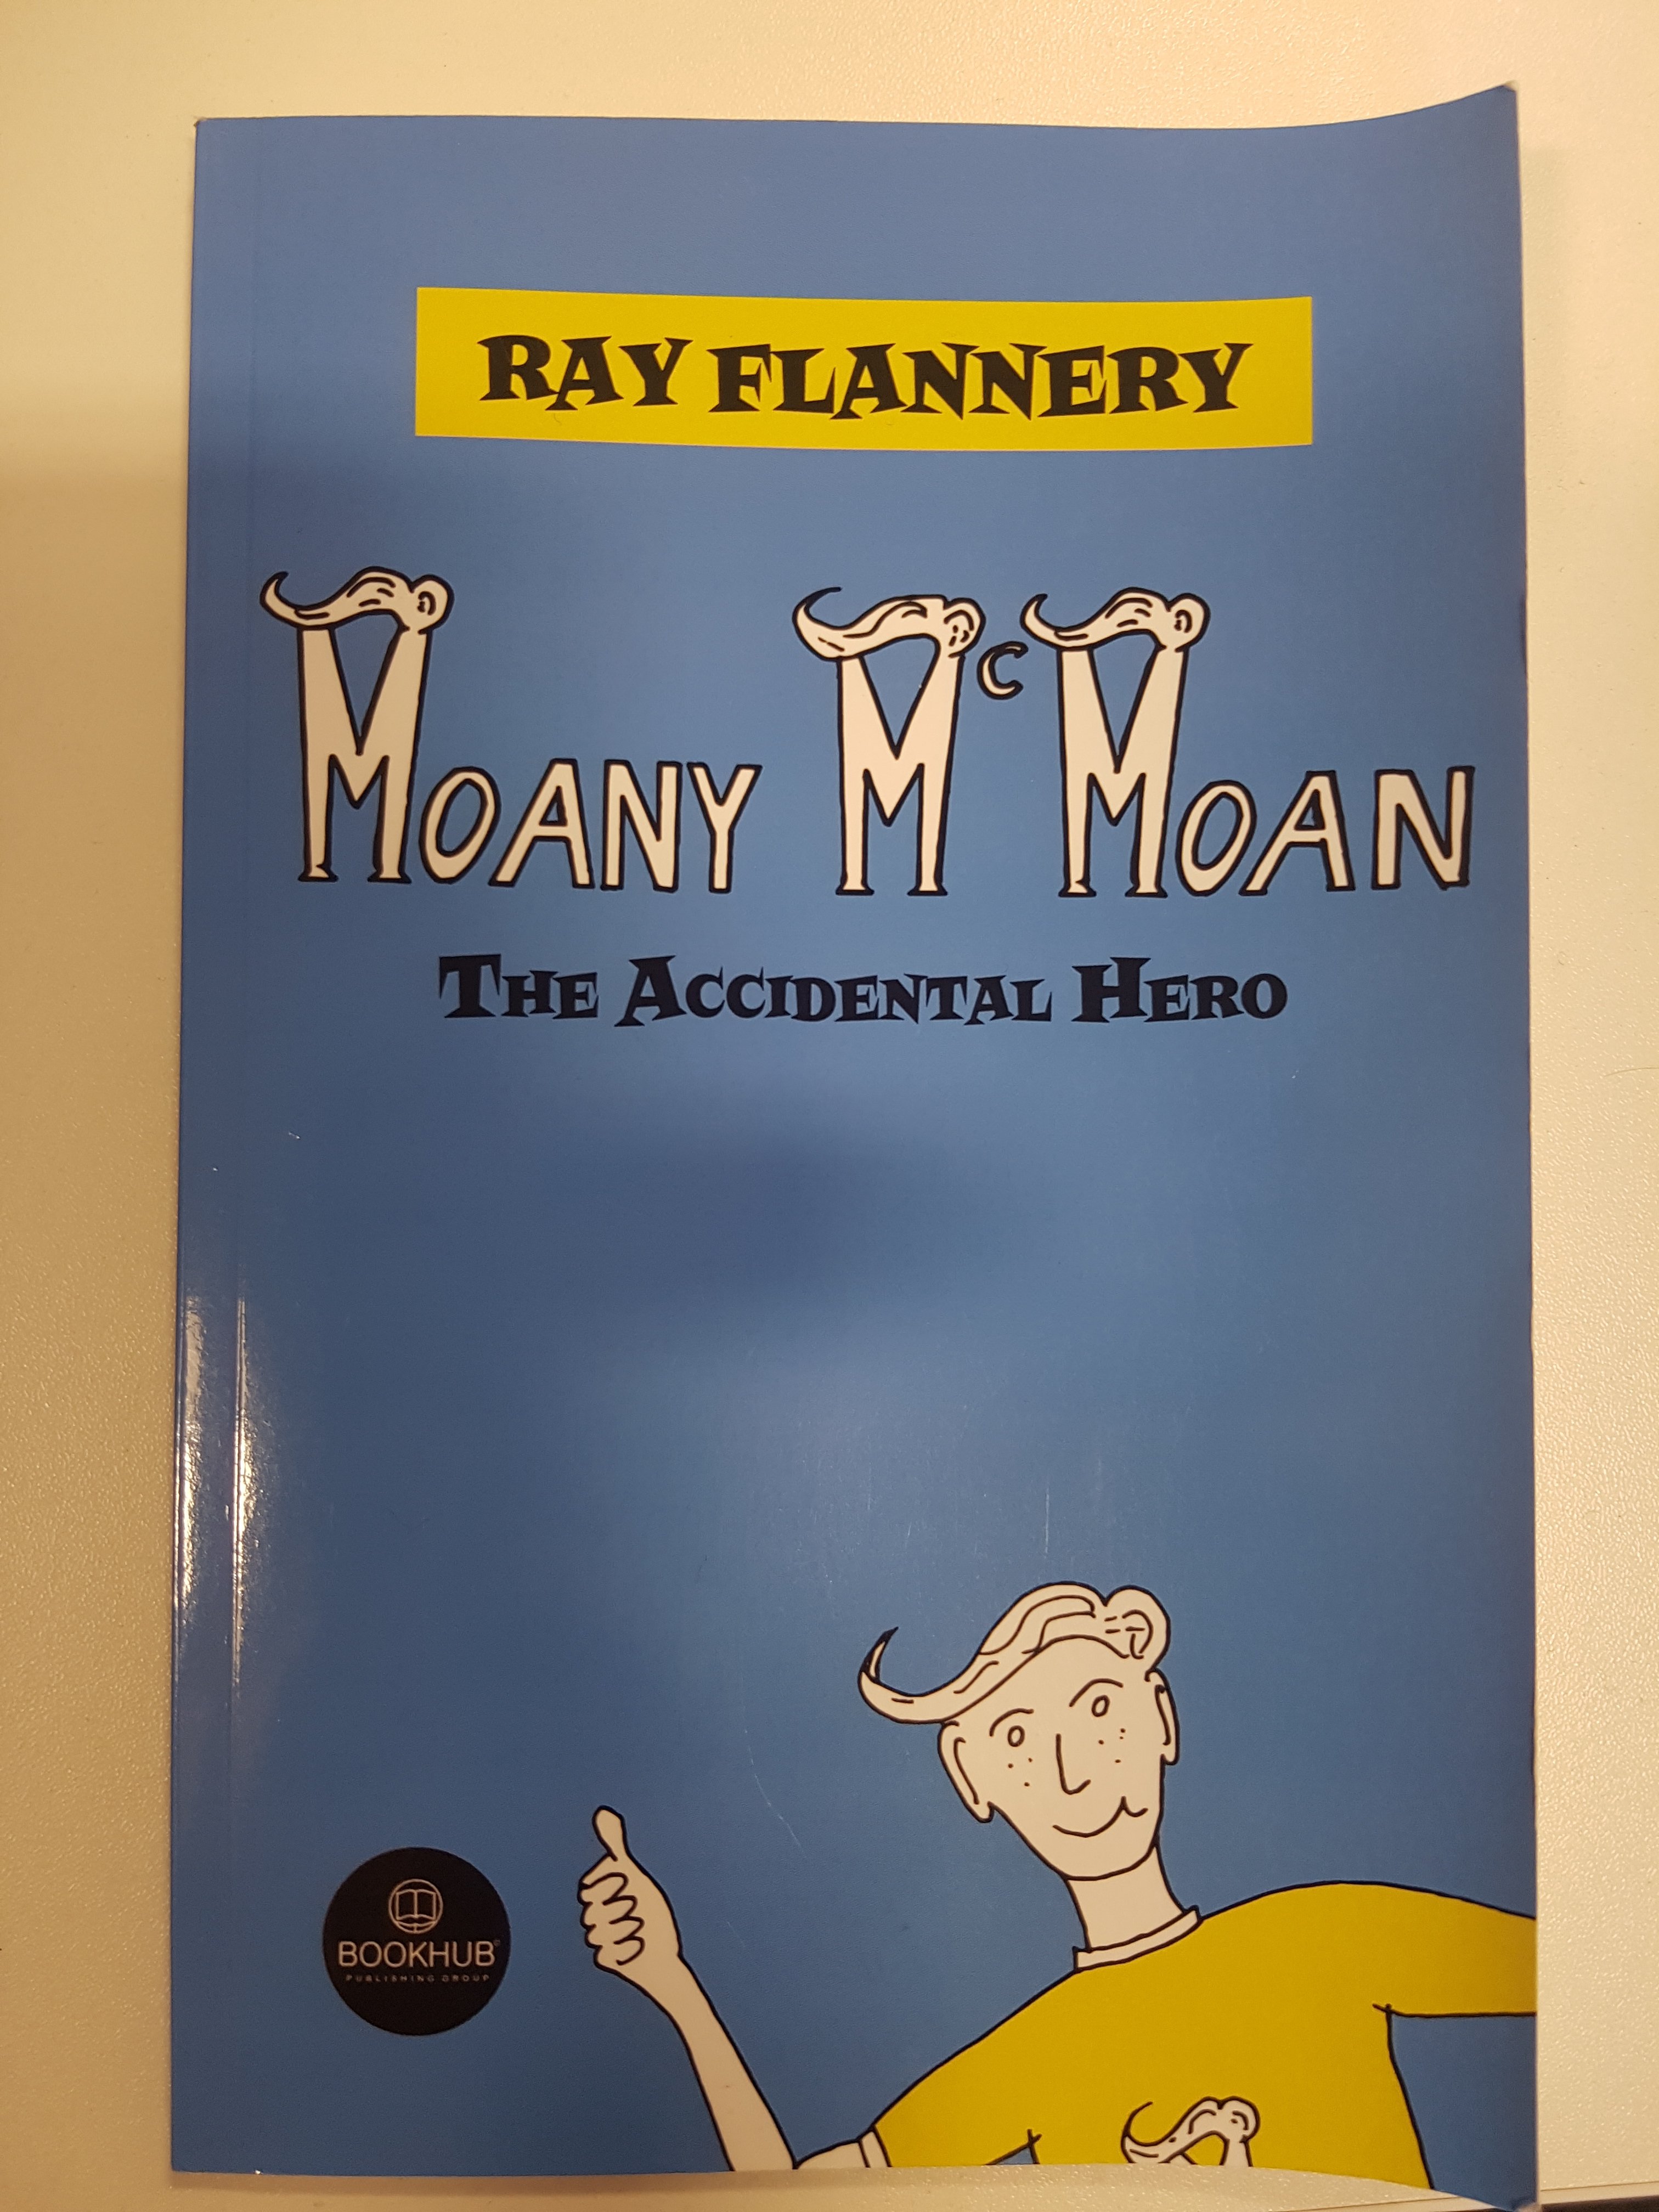 RAY FLANNERY
MOANY McMOAN
THE ACCIDENTAL HERO
BOOKHUB
PUBLISHING GROUP